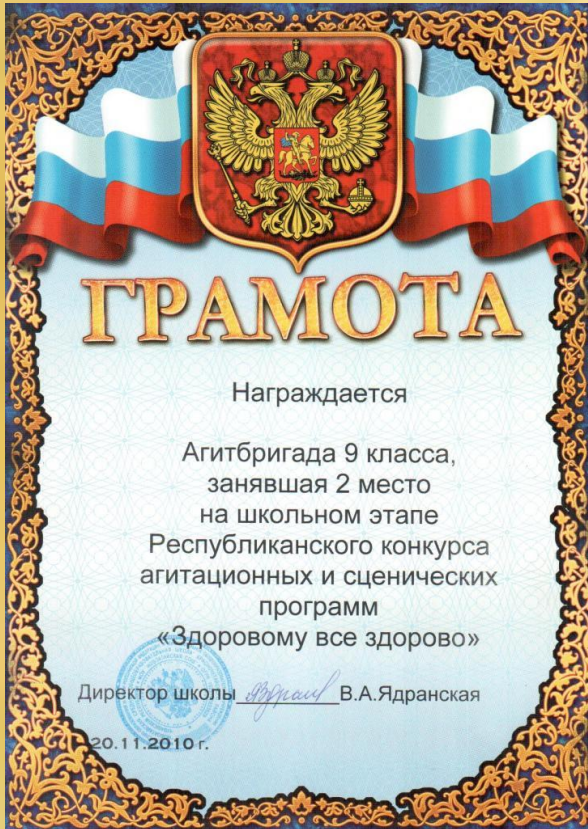 ГРАМОТА
Награждается
Агитбригада 9 класса,
занявшая 2 место
на школьном этапе
Республиканского конкурса
агитационных и сценических
программ
«Здоровому все здорово»
Директор школы В.А.Ядранская
20.11.2010 г.